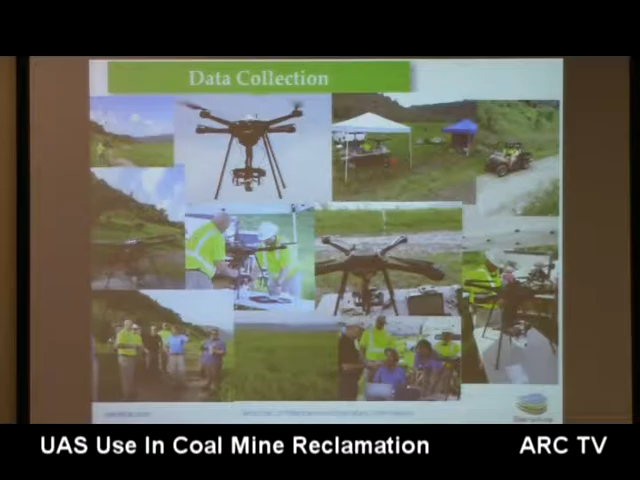 Data Collection
UAS Use In Coal Mine Reclamation
ARC TV